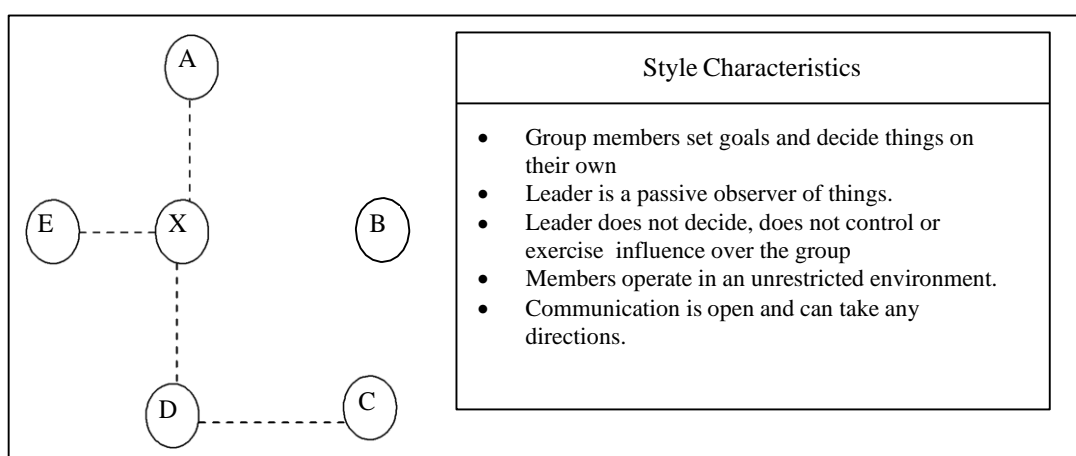 A
E
X
B
D
C
Style Characteristics
• Group members set goals and decide things on
their own
• Leader is a passive observer of things.
• Leader does not decide, does not control or
exercise influence over the group
• Members operate in an unrestricted environment.
• Communication is open and can take any
directions.